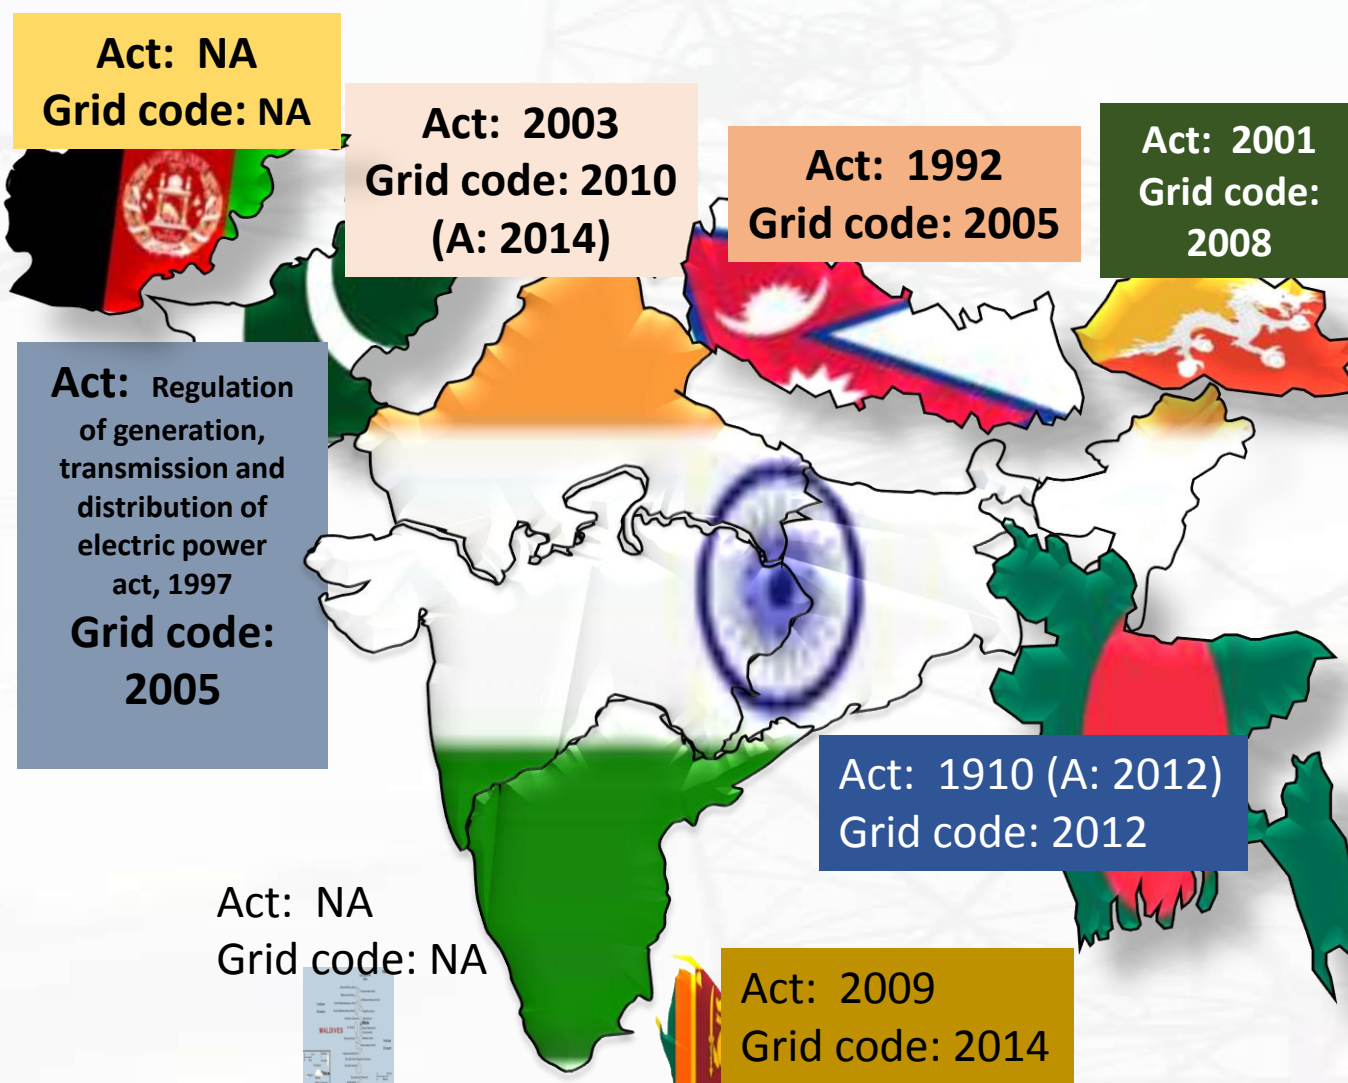 Act:  NA
Grid code: NA
Act:  2003
Grid code: 2010
(A: 2014)
Act:  1992
Grid code: 2005
Act:  2001
Grid code:
2008
Act: Regulation
of generation,
transmission and
distribution of
electric power
act, 1997
Grid code:
2005
Act:  1910 (A: 2012)
Grid code: 2012
Act:  NA
Grid code: NA
MALDIVES
Act:  2009
Grid code: 2014